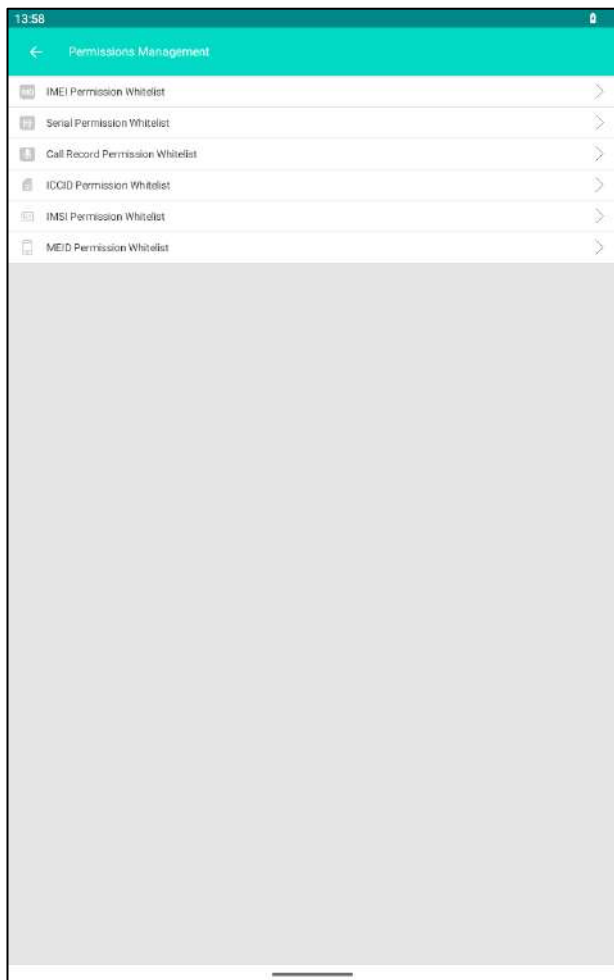 13:58
Permissions Management
IMEI Permission Whitelist
Serial Permission Whitelist
Call Record Permission Whitelist
ICCID Permission Whitelist
IMSI Permission Whitelist
MEID Permission Whitelist